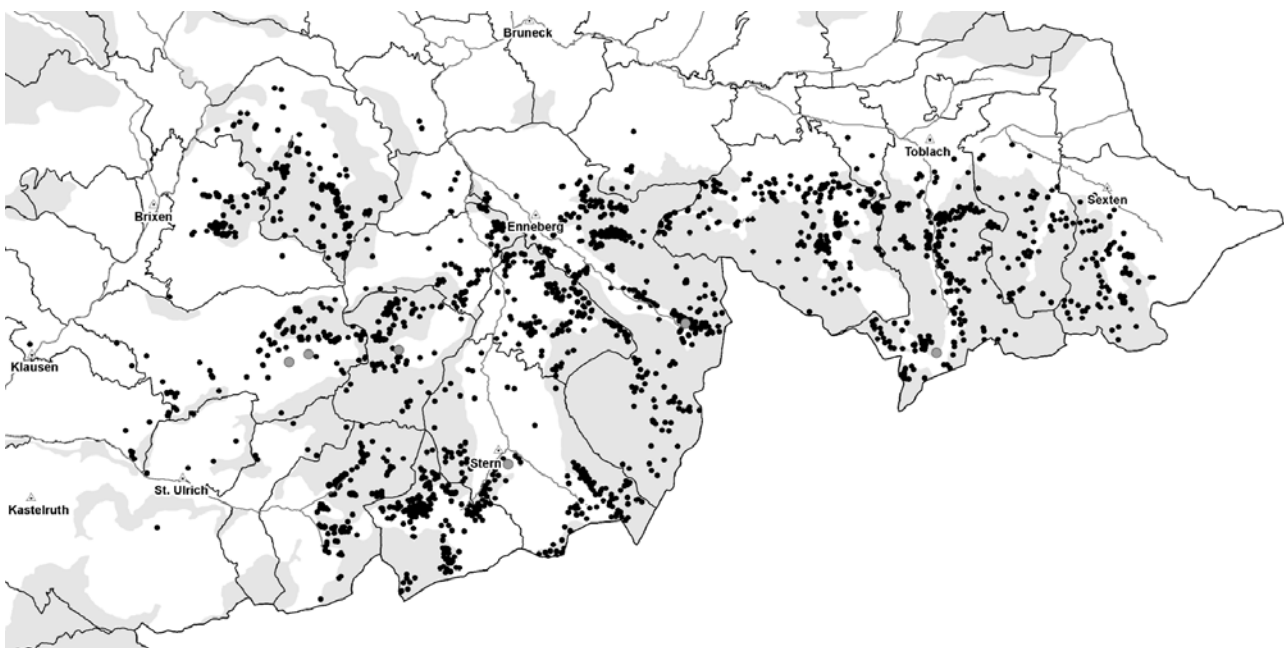 Bruneck
Toblach
Sexten
Brixen
Enneberg
Klausen
Stern
St. Ulrich
Kastelruth